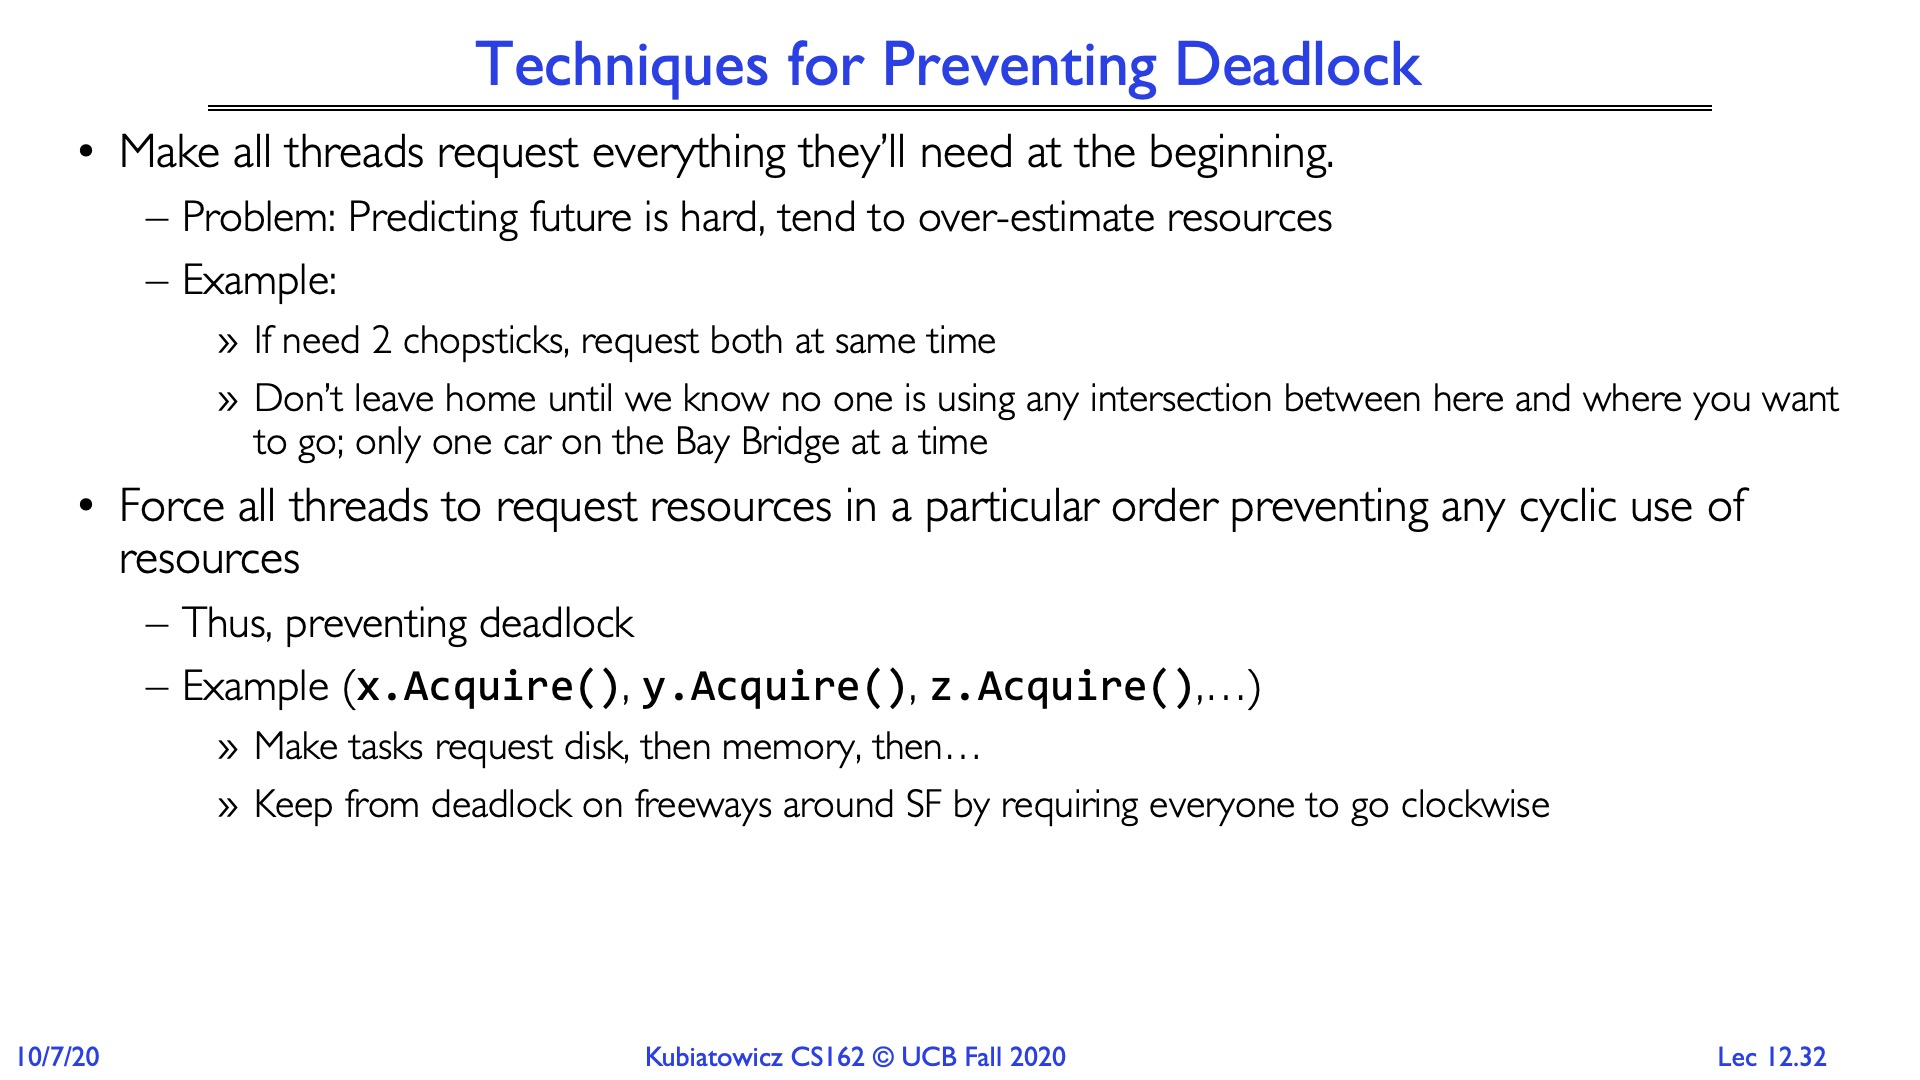 Techniques for Preventing Deadlock
• Make all threads request everything they’ll need at the beginning.
– Problem: Predicting future is hard, tend to over-estimate resources
– Example:
» If need 2 chopsticks, request both at same time
» Don’t leave home until we know no one is using any intersection between here and where you want
to go; only one car on the Bay Bridge at a time
• Force all threads to request resources in a particular order preventing any cyclic use of
resources
– Thus, preventing deadlock
– Example (x.Acquire(), y.Acquire(), z.Acquire(),…)
» Make tasks request disk, then memory, then…
» Keep from deadlock on freeways around SF by requiring everyone to go clockwise
10/7/20
Kubiatowicz CS162 © UCB Fall 2020
Lec 12.32